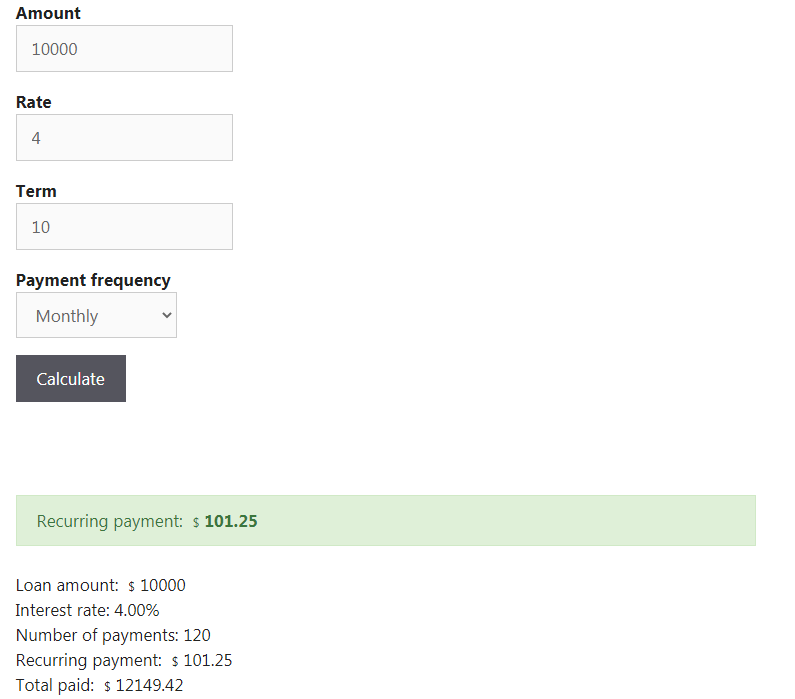 Amount
10000
Rate
4
Term
10
Payment frequency
Monthly
Calculate
Recurring payment: $ 101.25
Loan amount: $ 10000
Interest rate: 4.00%
Number of payments: 120
Recurring payment: $ 101.25
Total paid: $ 12149.42